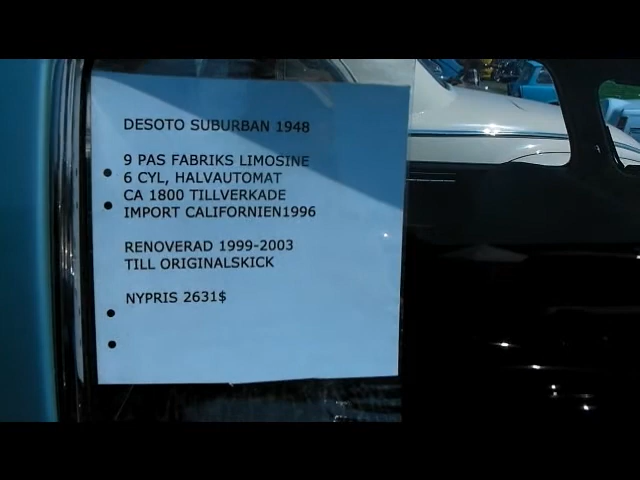 DESOTO SUBURBAN 1948
9 PAS FABRIKS LIMOSINE
6 CYL, HALVAUTOMAT
CA 1800 TILLVERKADE
IMPORT CALIFORNIEN1996
RENOVERAD 1999-2003
TILL ORIGINALSKICK
NYPRIS 2631$